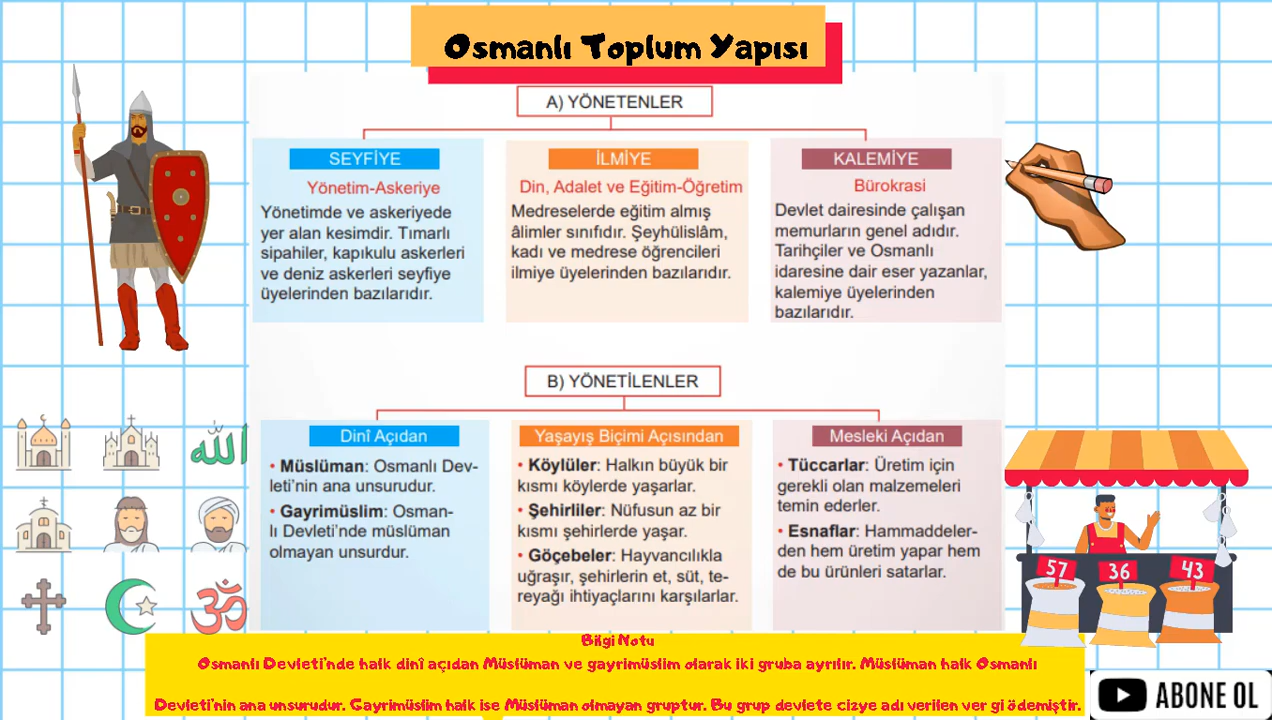 Osmanlı Toplum Yapısı
A) YÖNETENLER
SEYFİYE
Yönetim-Askeriye
Yönetimde ve askeriyede
yer alan kesimdir. Tımarlı
sipahiler, kapıkulu askerleri
ve deniz askerleri seyfiye
üyelerinden bazılarıdır.
İLMİYE
Din, Adalet ve Eğitim-Öğretim
Medreselerde eğitim almış
âlimler sınıfıdır. Şeyhülislâm,
kadı ve medrese öğrencileri
ilmiye üyelerinden bazılarıdır.
KALEMİYE
Bürokrasi
Devlet dairesinde çalışan
memurların genel adıdır.
Tarihçiler ve Osmanlı
idaresine dair eser yazanlar,
kalemiye üyelerinden
bazılarıdır.
B) YÖNETİLENLER
Dinî Açıdan
• Müslüman: Osmanlı Dev-
leti'nin ana unsurudur.
• Gayrimüslim: Osman-
lı Devleti'nde müslüman
olmayan unsurdur.
Yaşayış Biçimi Açısından
• Köylüler: Halkın büyük bir
kısmı köylerde yaşarlar.
• Şehirliler: Nüfusun az bir
kısmı şehirlerde yaşar.
• Göçebeler: Hayvancılıkla
uğraşır, şehirlerin et, süt, te-
reyağı ihtiyaçlarını karşılarlar.
Mesleki Açıdan
• Tüccarlar: Üretim için
gerekli olan malzemeleri
temin ederler.
• Esnaflar: Hammaddeler-
den hem üretim yapar hem
de bu ürünleri satarlar.
الله
ॐ
57
36
43
Bilgi Notu
Osmanlı Devleti'nde halk dinî açıdan Müslüman ve gayrimüslim olarak iki gruba ayrılır. Müslüman halk Osmanlı
Devleti'nin ana unsurudur. Gayrimüslim halk ise Müslüman olmayan gruptur. Bu grup devlete cizye adı verilen ver gi ödemiştir.
ABONE OL